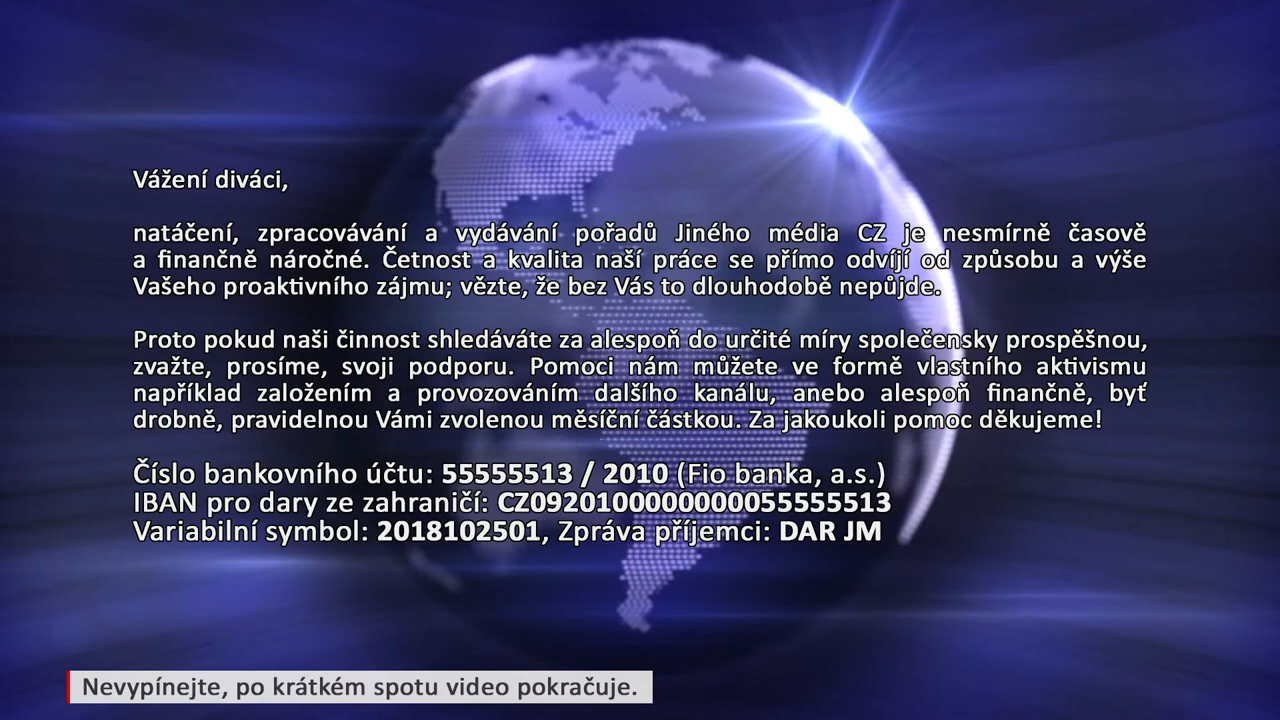 Vážení diváci,
natáčení, zpracovávání a vydávání pořadů Jiného média CZ je nesmírně časově
a finančně náročné. Četnost a kvalita naší práce se přímo odvíjí od způsobu a výše
Vašeho proaktivního zájmu; vězte, že bez Vás to dlouhodobě nepůjde.
Proto pokud naši činnost shledáváte za alespoň do určité míry společensky prospěšnou,
zvažte, prosíme, svoji podporu. Pomoci nám můžete ve formě vlastního aktivismu
například založením a provozováním dalšího kanálu, anebo alespoň finančně, byť
drobně, pravidelnou Vámi zvolenou měsíční částkou. Za jakoukoli pomoc děkujeme!
Číslo bankovního účtu: 55555513 / 2010 (Fio banka, a.s.)
IBAN pro dary ze zahraničí: CZ0920100000000055555513
Variabilní symbol: 2018102501, Zpráva příjemci: DAR JM
Nevypínejte, po krátkém spotu video pokračuje.